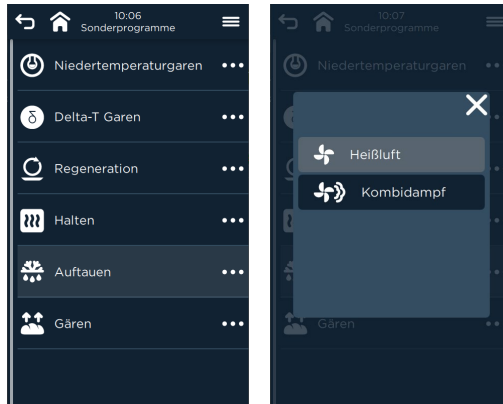 10:06
Sonderprogramme
Niedertemperaturgaren
δ
Delta-T Garen
Regeneration
Halten
Auftauen
Gären
10:07
Sonderprogramme
Niedertemperaturgaren
Heißluft
Kombidampf
Gären